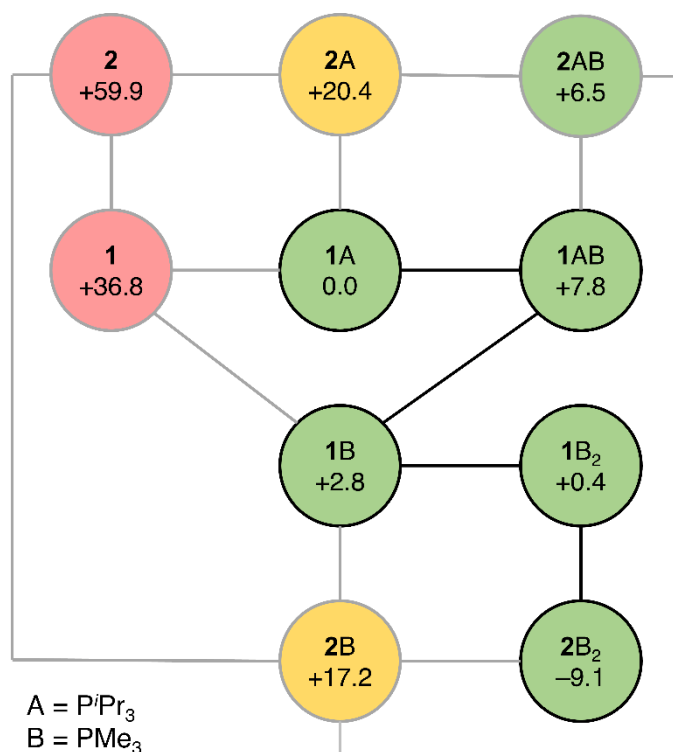 2
+59.9
2A
+20.4
2AB
+6.5
1
+36.8
1A
0.0
1AB
+7.8
1B
+2.8
1B₂
+0.4
2B
+17.2
2B₂
–9.1
A = PⁱPr₃
B = PMe₃